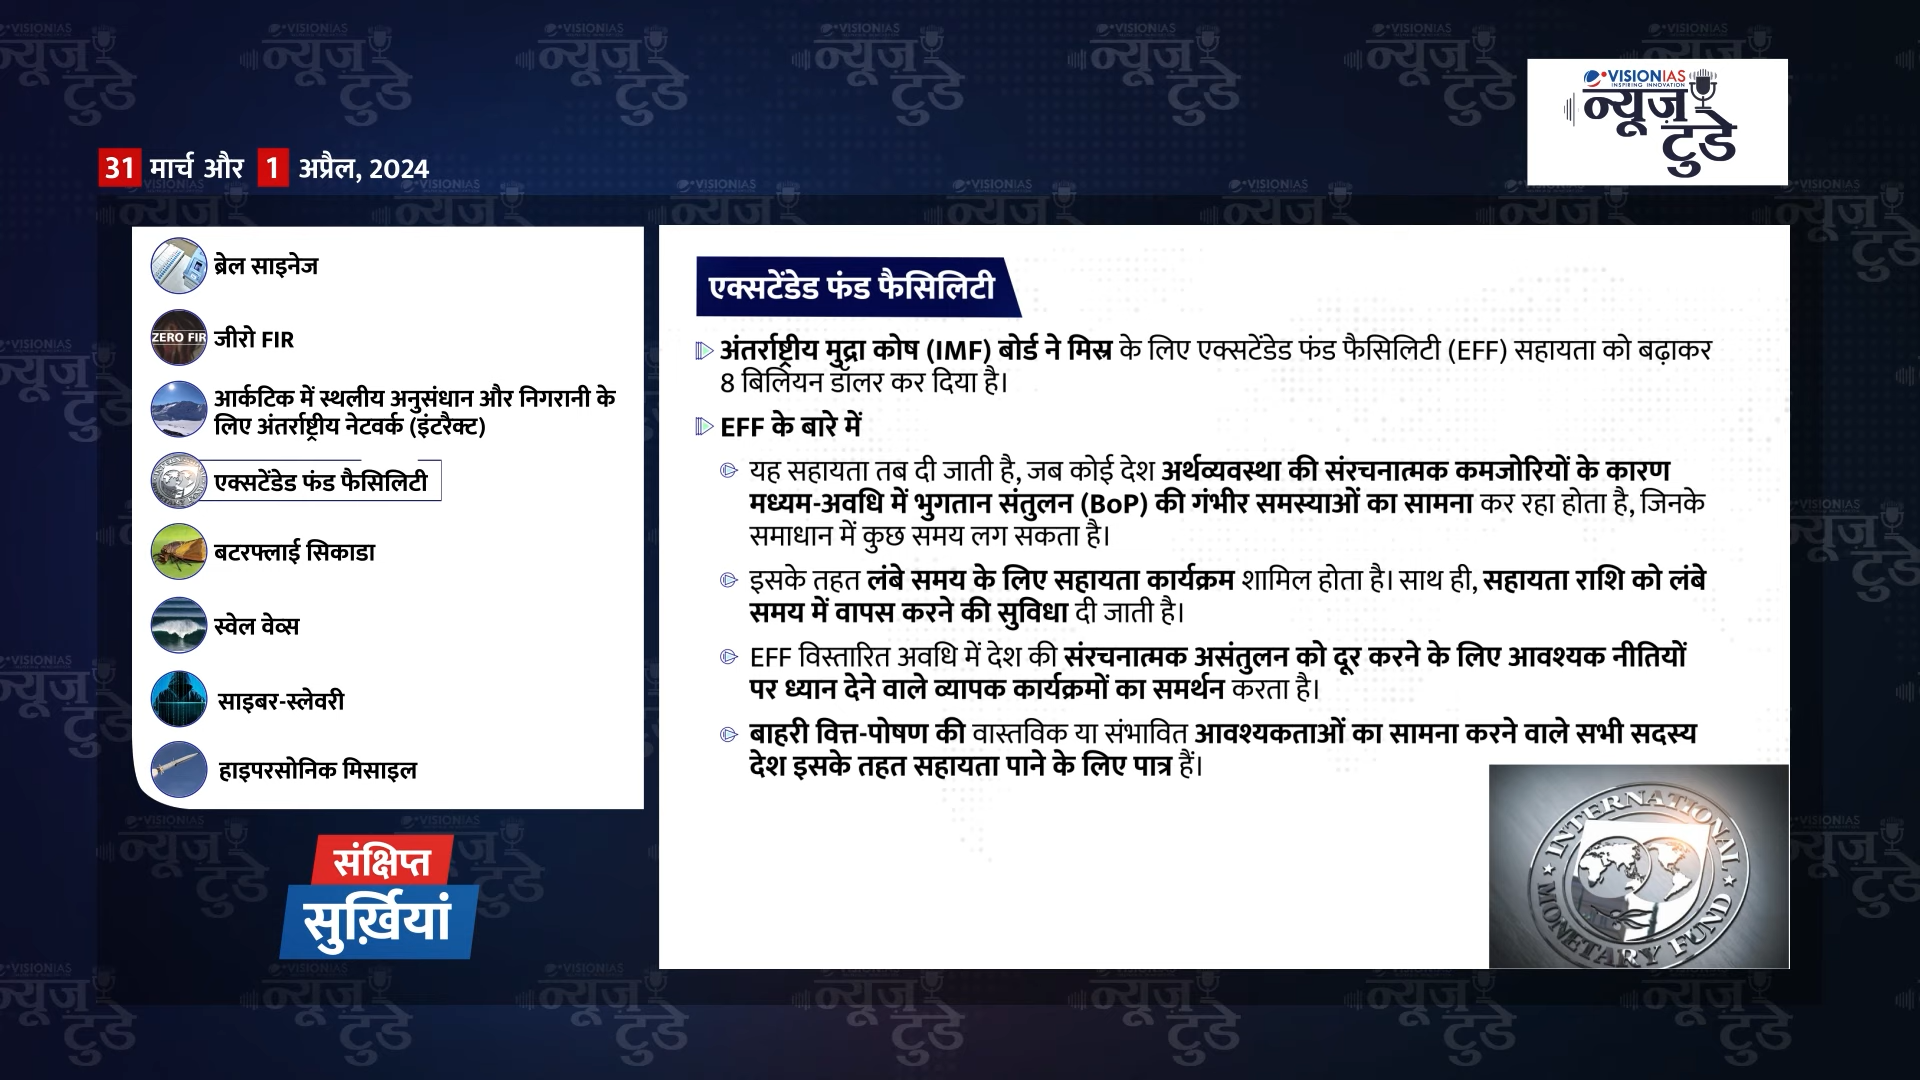 VISIONIAS
INSPIRING INNOVATION
न्यूज़
टुडे
31 मार्च और 1 अप्रैल, 2024
ब्रेल साइनेज
ZERO FIR
जीरो FIR
आर्कटिक में स्थलीय अनुसंधान और निगरानी के
लिए अंतर्राष्ट्रीय नेटवर्क (इंटरैक्ट)
एक्सटेंडेड फंड फैसिलिटी
बटरफ्लाई सिकाडा
स्वेल वेव्स
साइबर-स्लेवरी
हाइपरसोनिक मिसाइल
संक्षिप्त
सुर्ख़ियां
एक्सटेंडेड फंड फैसिलिटी
अंतर्राष्ट्रीय मुद्रा कोष (IMF) बोर्ड ने मिस्र के लिए एक्सटेंडेड फंड फैसिलिटी (EFF) सहायता को बढ़ाकर
8 बिलियन डॉलर कर दिया है।
EFF के बारे में
यह सहायता तब दी जाती है, जब कोई देश अर्थव्यवस्था की संरचनात्मक कमजोरियों के कारण
मध्यम-अवधि में भुगतान संतुलन (BoP) की गंभीर समस्याओं का सामना कर रहा होता है, जिनके
समाधान में कुछ समय लग सकता है।
इसके तहत लंबे समय के लिए सहायता कार्यक्रम शामिल होता है। साथ ही, सहायता राशि को लंबे
समय में वापस करने की सुविधा दी जाती है।
EFF विस्तारित अवधि में देश की संरचनात्मक असंतुलन को दूर करने के लिए आवश्यक नीतियों
पर ध्यान देने वाले व्यापक कार्यक्रमों का समर्थन करता है।
बाहरी वित्त-पोषण की वास्तविक या संभावित आवश्यकताओं का सामना करने वाले सभी सदस्य
देश इसके तहत सहायता पाने के लिए पात्र हैं।
INTERNATIONAL
MONETARY FUND